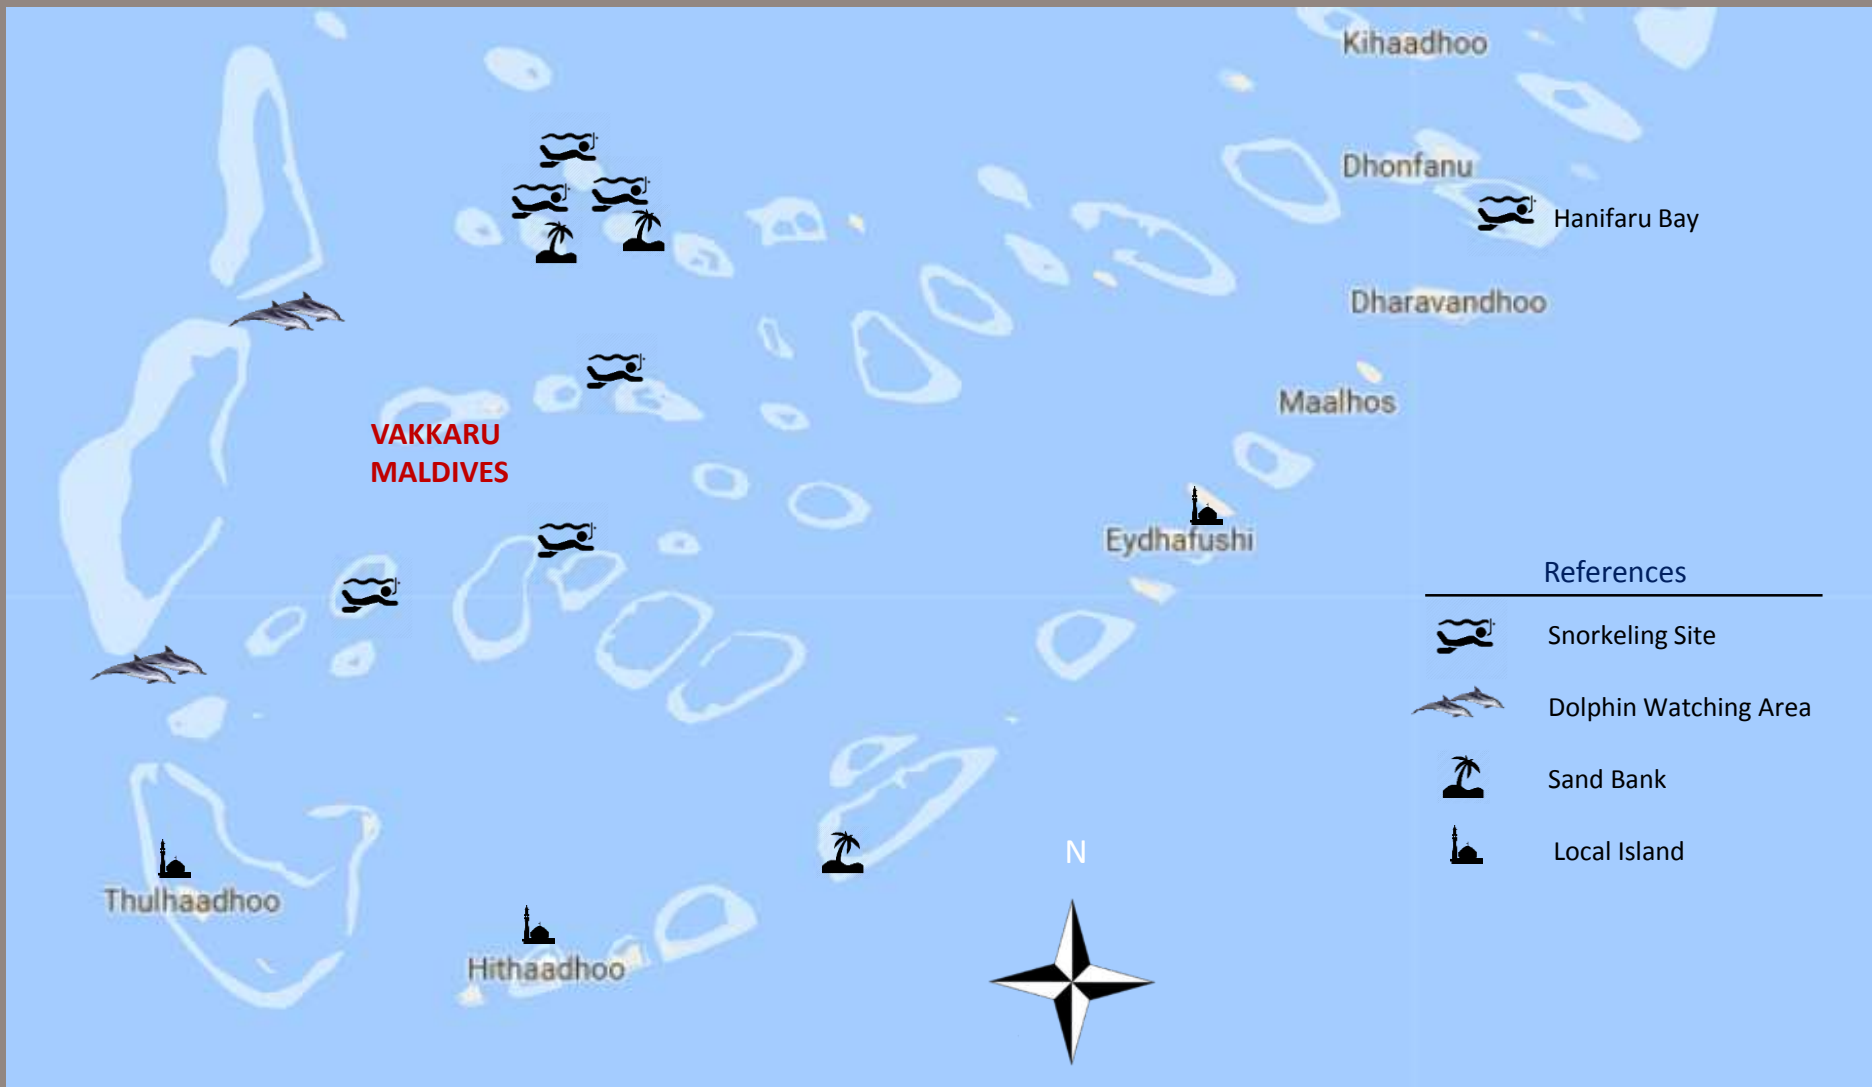 Kihaadhoo
Dhonfanu
Hanifaru Bay
Dharavandhoo
Maalhos
VAKKARU
MALDIVES
Eydhafushi
References
Snorkeling Site
Dolphin Watching Area
Sand Bank
Local Island
N
Thulhaadhoo
Hithaadhoo